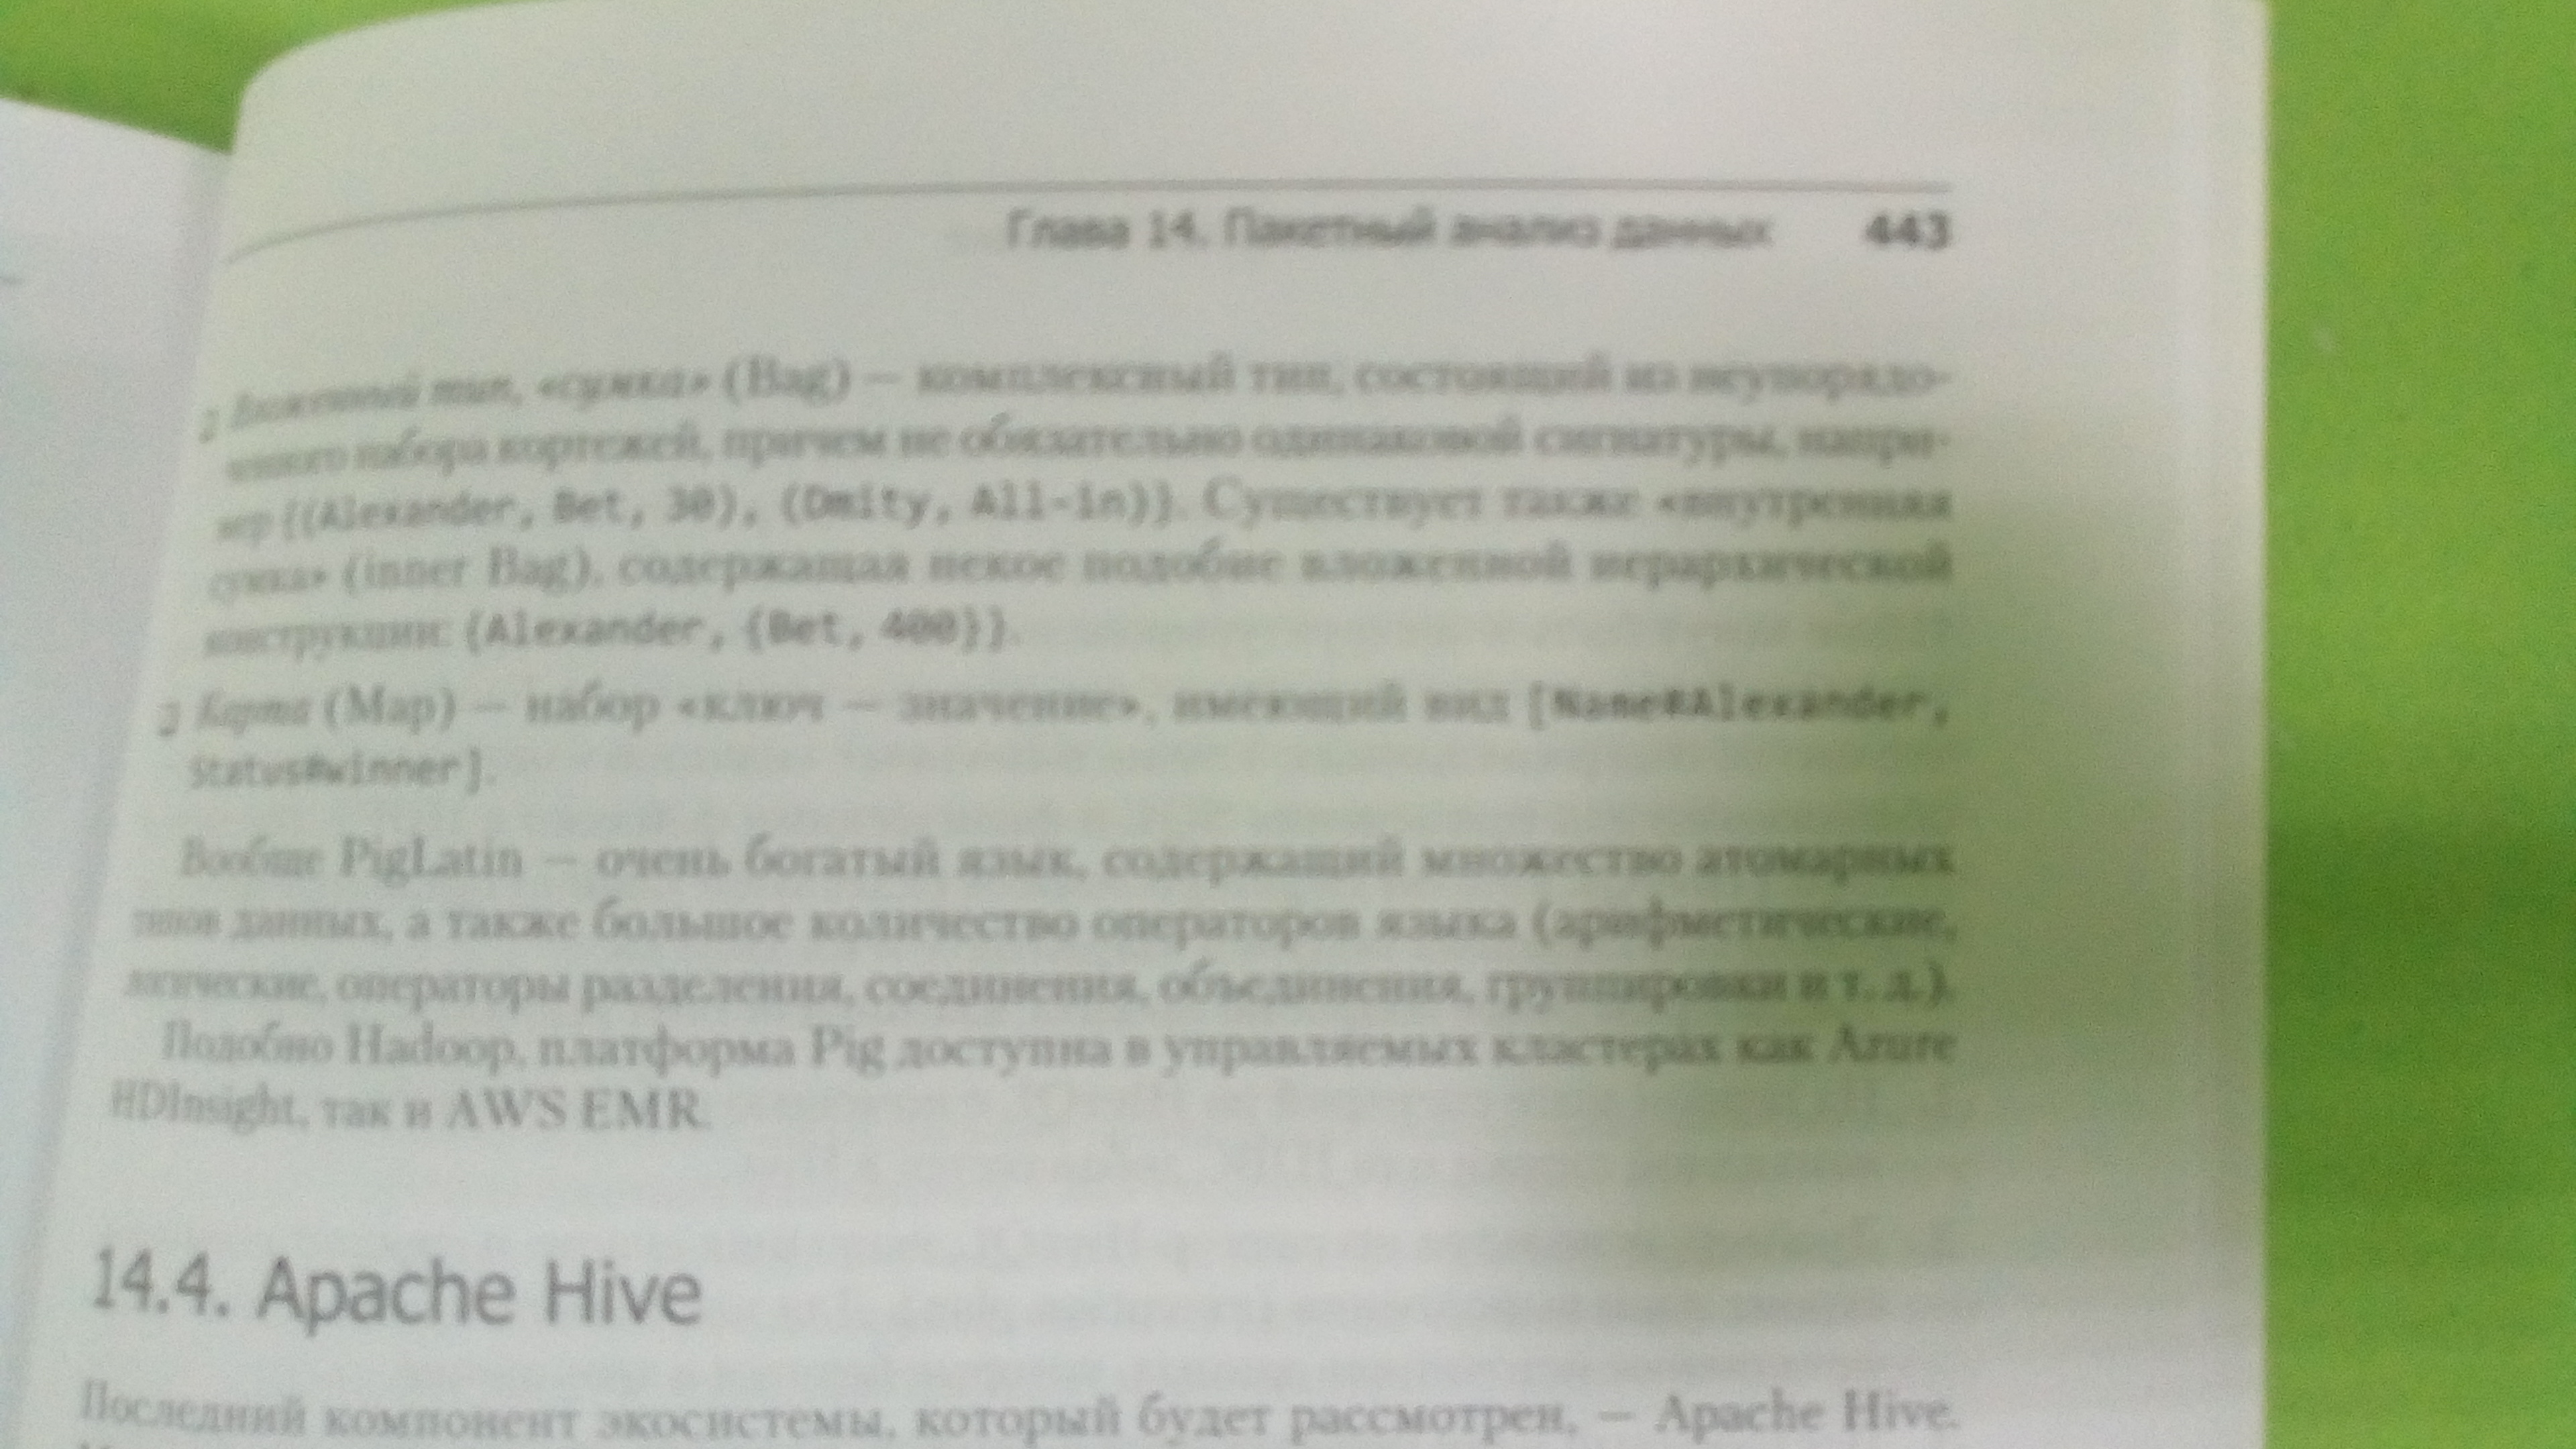 Глава 14. Пакетный анализ данных 443
Вложенный тип, «сумка» (Bag) — комплексный тип, состоящий из неупорядо-
ченного набора кортежей, причем не обязательно одинаковой сигнатуры, напри-
мер {(Alexander, Bet, 30), (Dmity, All-in)}. Существует также «внутренняя
сумка» (inner Bag), содержащая некое подобие вложенной иерархической
конструкции: {Alexander, {Bet, 400}}.
Карта (Map) — набор «ключ — значение», имеющий вид [Name#Alexander,
Status#winner].
Вообще PigLatin — очень богатый язык, содержащий множество атомарных
типов данных, а также большое количество операторов языка (арифметические,
логические, операторы разделения, соединения, объединения, группировки и т. д.).
Подобно Hadoop, платформа Pig доступна в управляемых кластерах как Azure
HDInsight, так и AWS EMR.
14.4. Apache Hive
Последний компонент экосистемы, который будет рассмотрен, — Apache Hive.